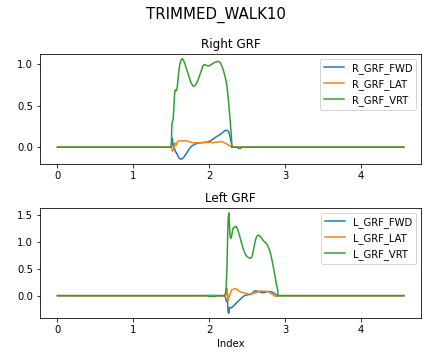 TRIMMED_WALK10
Right GRF
1.0
0.5
0.0
R_GRF_FWD
R_GRF_LAT
R_GRF_VRT
0 1 2 3 4
Left GRF
1.5
1.0
0.5
0.0
L_GRF_FWD
L_GRF_LAT
L_GRF_VRT
0 1 2 3 4
Index